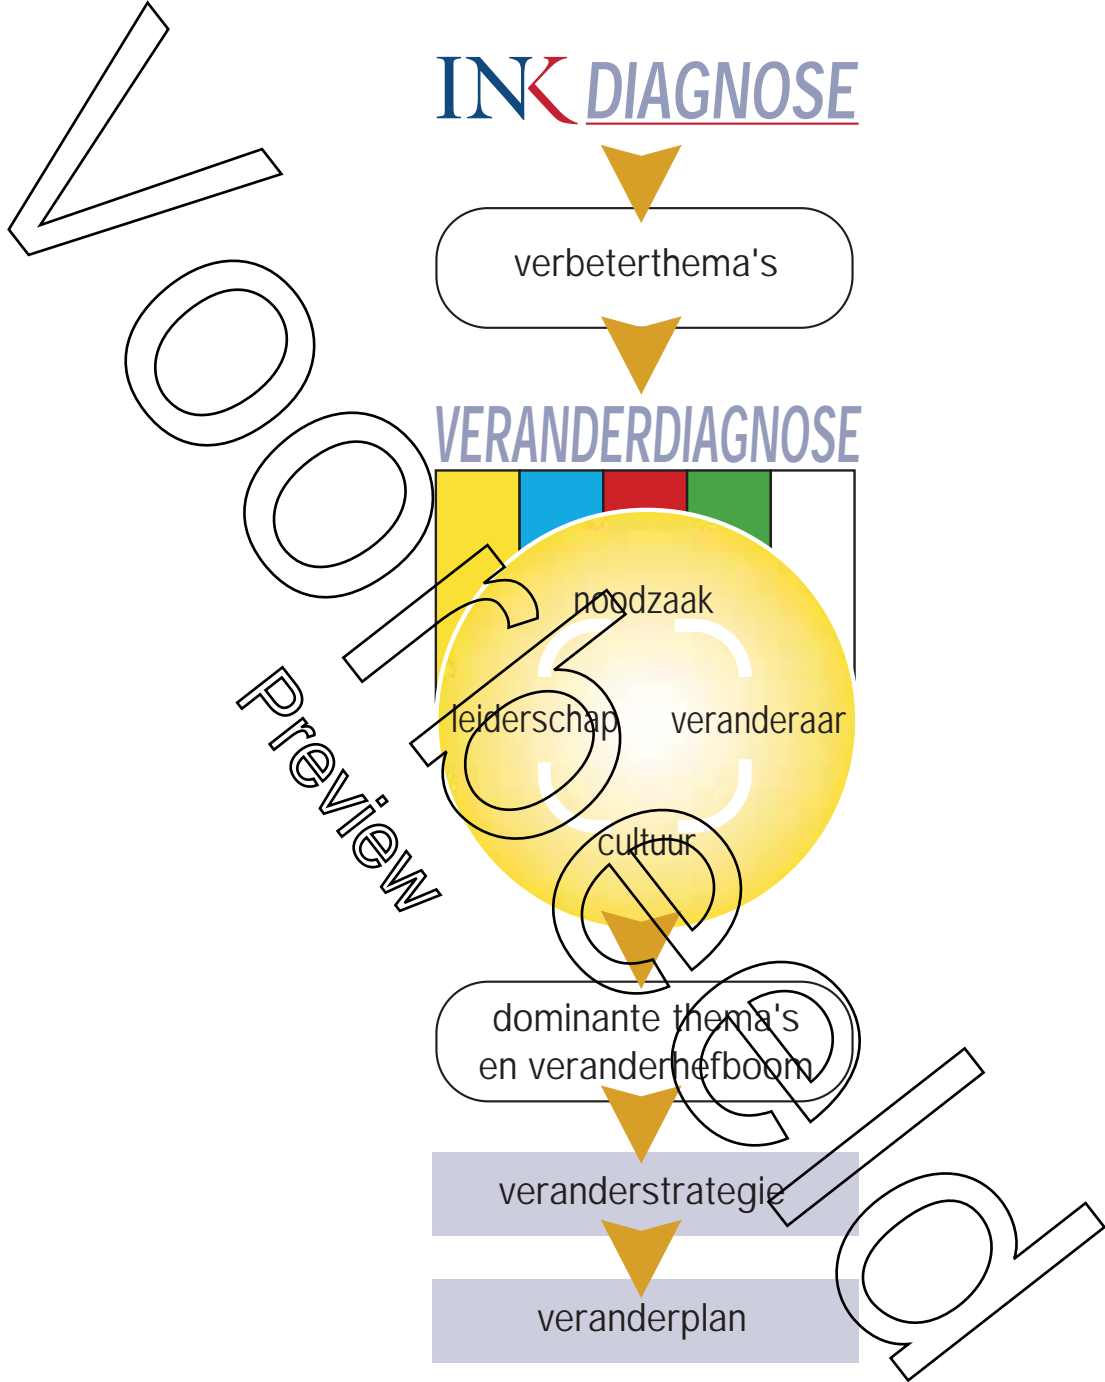 INK DIAGNOSE
verbeterthema's
VERANDERDIAGNOSE
noodzaak
leiderschap veranderaar
cultuur
dominante thema's
en veranderhefboom
veranderstrategie
veranderplan
Voorbeeld
Preview